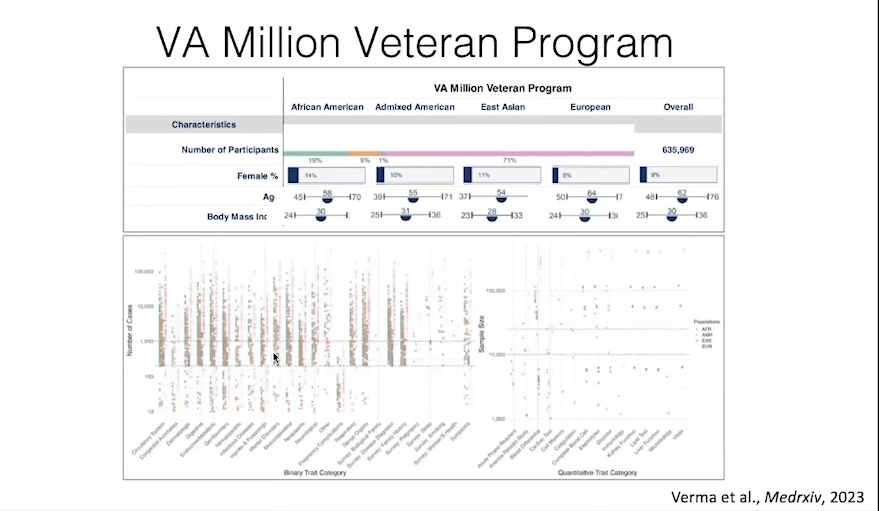 VA Million Veteran Program
VA Million Veteran Program
African American Admixed American East Asian European Overall
Characteristics
Number of Participants 635,969
19% 9% 1% 71%
Female % 14% 10% 11% 8% 9%
Ag 45 58 70 39 55 71 37 54 50 64 7 48 62 76
Body Mass Inc 24 30 25 31 36 23 28 33 24 30 3 25 30 36
Number of Cases
100,000
10,000
1,000
100
10
Circulatory System
Congenital Anomalies
Dermatologic
Digestive
Endocrine/Metabolic
Genitourinary
Hematopoietic
Infectious Diseases
Injuries & Poisonings
Mental Disorders
Musculoskeletal
Neoplasms
Neurological
Other
Pregnancy Complications
Respiratory
Sense Organs
Survey: Biological Family
Survey: Disease Diagnosis
Survey: Family History
Survey: Pregnancy
Survey: Sleep
Survey: Smoking
Survey: Women'S Health
Symptoms
Binary Trait Category
Sample Size
100,000
10,000
1,000
Acute Phase Reactant
Blood Differential
Cardiac Test
Cell Markers
Coagulation
Complete Blood Cell
Electrolytes
Glucose
Immunology
Kidney Function
Lipid Test
Liver Function
Microbiology
Vitals
Quantitative Trait Category
Populations
AFR
AMR
EAS
EUR
Verma et al., Medrxiv, 2023